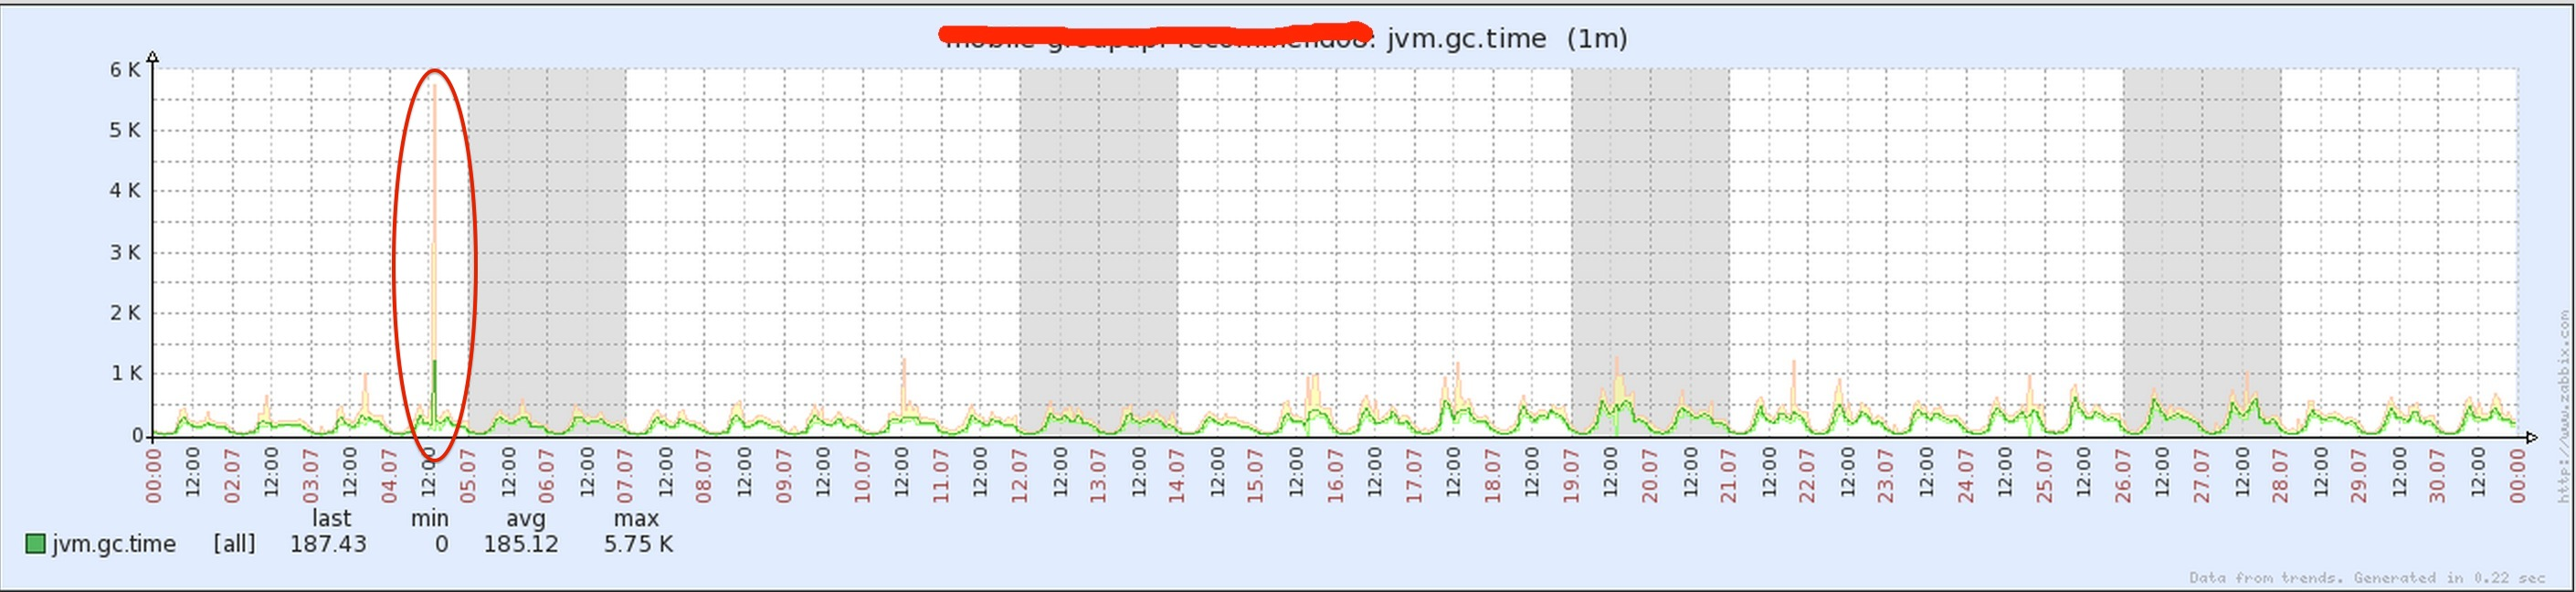 jvm.gc.time (1m)
6 K
5 K
4 K
3 K
2 K
1 K
0
00:00 12:00 02.07 12:00 03.07 12:00 04.07 12:00 05.07 12:00 06.07 12:00 07.07 12:00 08.07 12:00 09.07 12:00 10.07 12:00 11.07 12:00 12.07 12:00 13.07 12:00 14.07 12:00 15.07 12:00 16.07 12:00 17.07 12:00 18.07 12:00 19.07 12:00 20.07 12:00 21.07 12:00 22.07 12:00 23.07 12:00 24.07 12:00 25.07 12:00 26.07 12:00 27.07 12:00 28.07 12:00 29.07 12:00 30.07 12:00 00:00
last min avg max
jvm.gc.time [all] 187.43 0 185.12 5.75 K
http://www.zabbix.com
Data from trends. Generated in 0.22 sec